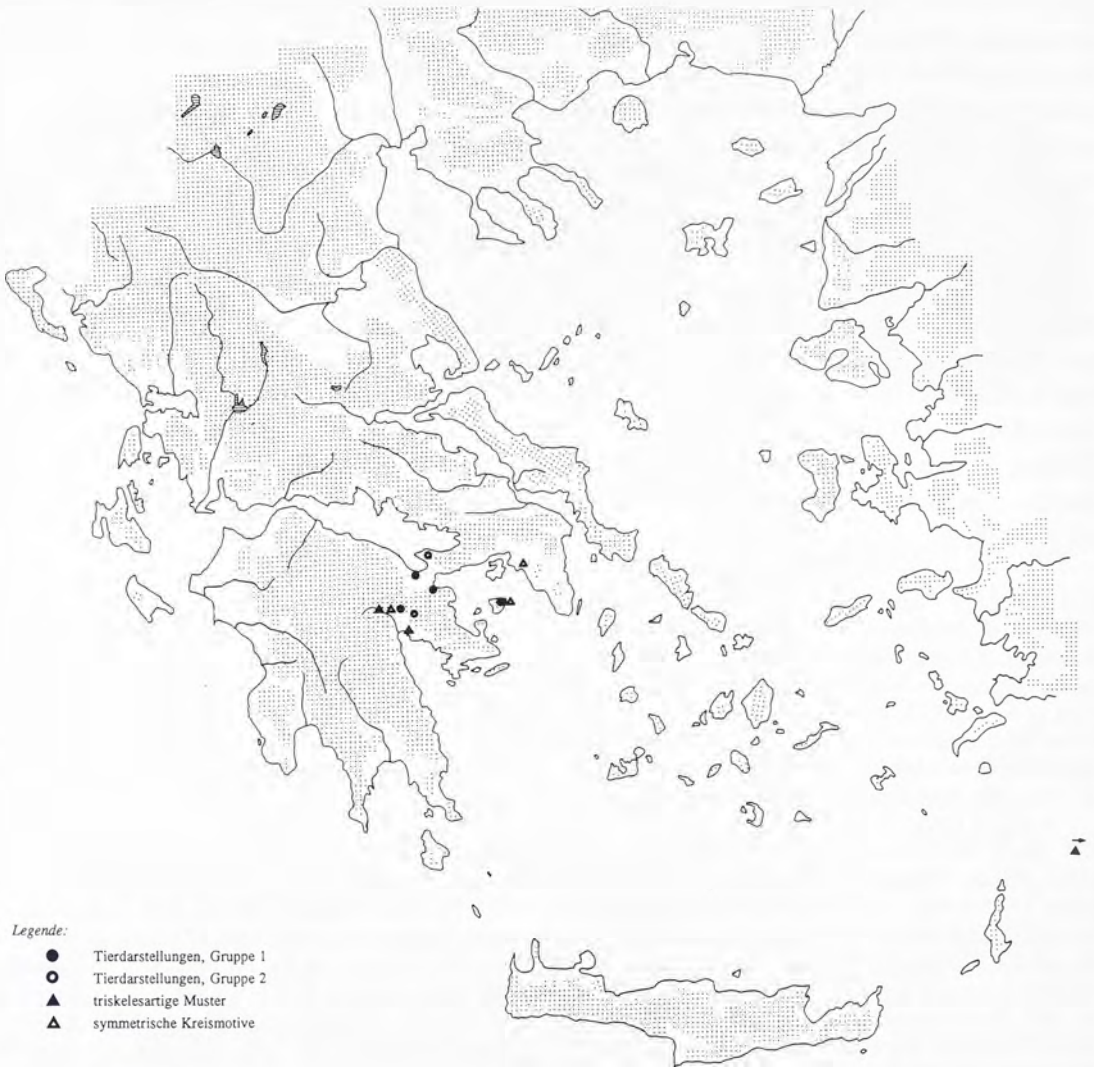 Legende:
Tierdarstellungen, Gruppe 1
Tierdarstellungen, Gruppe 2
triskelesartige Muster
symmetrische Kreismotive